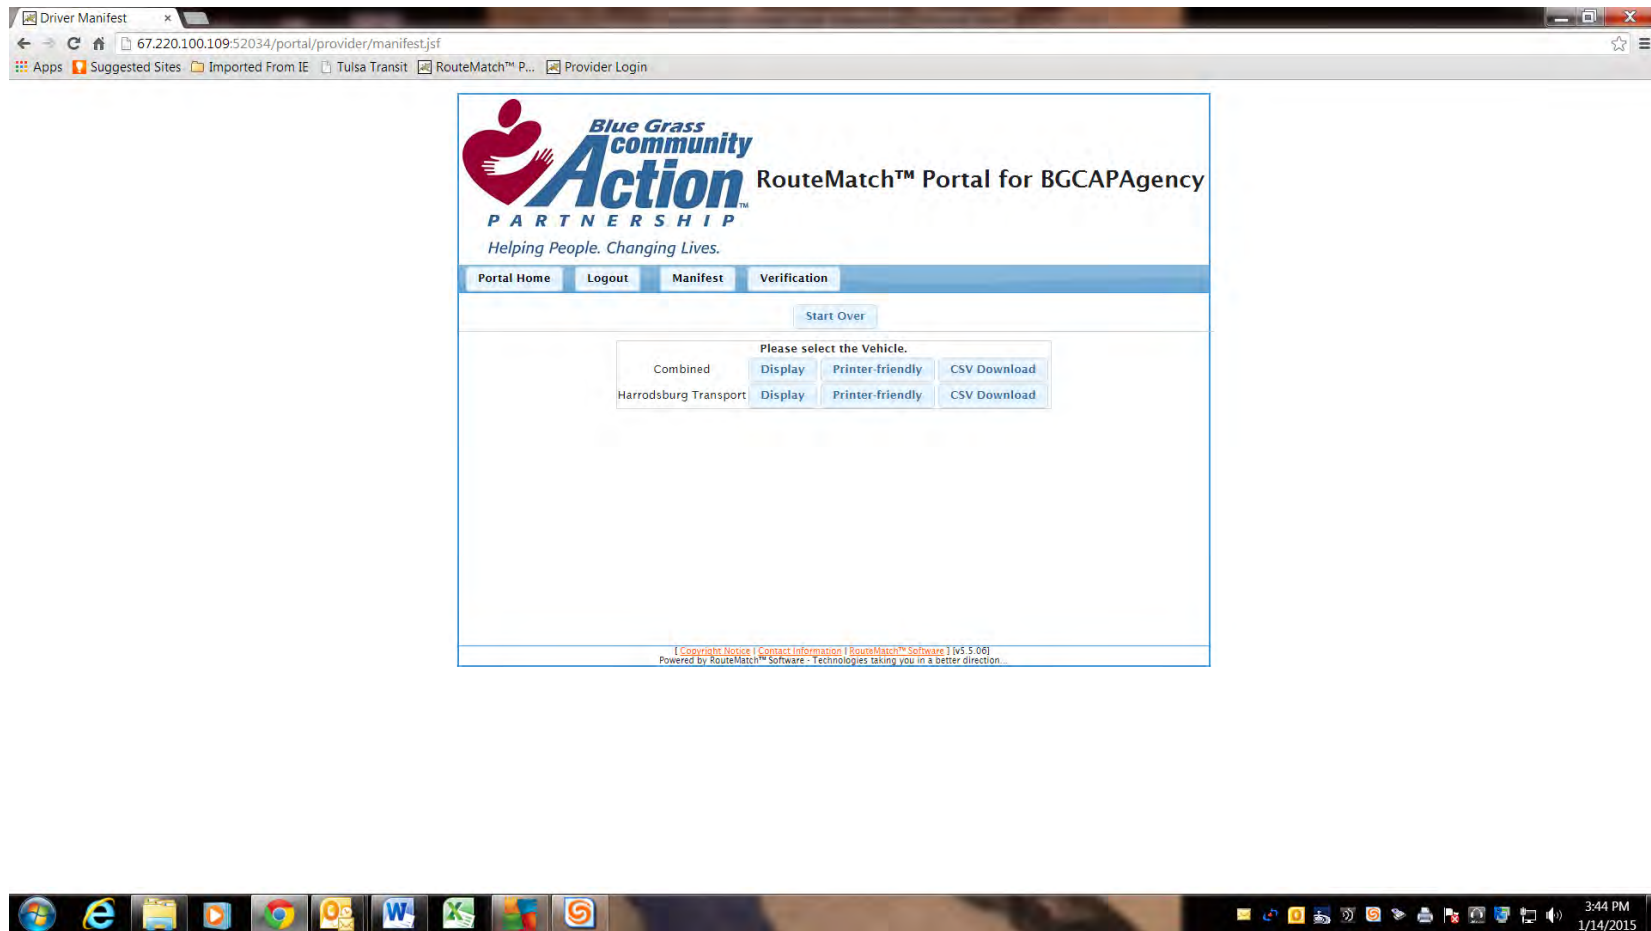 Driver Manifest
67.220.100.109:52034/portal/provider/manifest.jsf
Apps Suggested Sites Imported From IE Tulsa Transit RouteMatch™ P... Provider Login
Blue Grass
community
Action
PARTNERSHIP
TM
Helping People. Changing Lives.
RouteMatch™ Portal for BGCAPAgency
Portal Home Logout Manifest Verification
Start Over
Please select the Vehicle.
Combined Display Printer-friendly CSV Download
Harrodsburg Transport Display Printer-friendly CSV Download
[ Copyright Notice | Contact Information | RouteMatch™ Software ] [v5.5.06]
Powered by RouteMatch™ Software - Technologies taking you in a better direction...
3:44 PM
1/14/2015